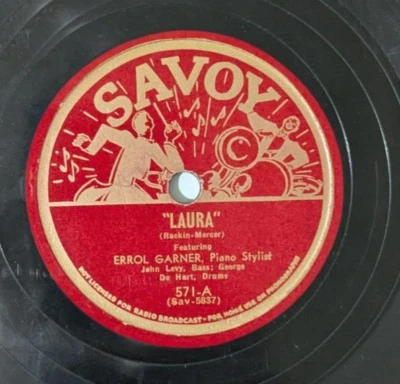 SAVOY
"LAURA"
(Rackin-Mercer)
Featuring
ERROL GARNER, Piano Stylist
John Levy, Bass; George
De Hart, Drums
571-A
(Sav-5837)
NOT LICENSED FOR RADIO BROADCAST • FOR HOME USE ON PHONOGRAPHS